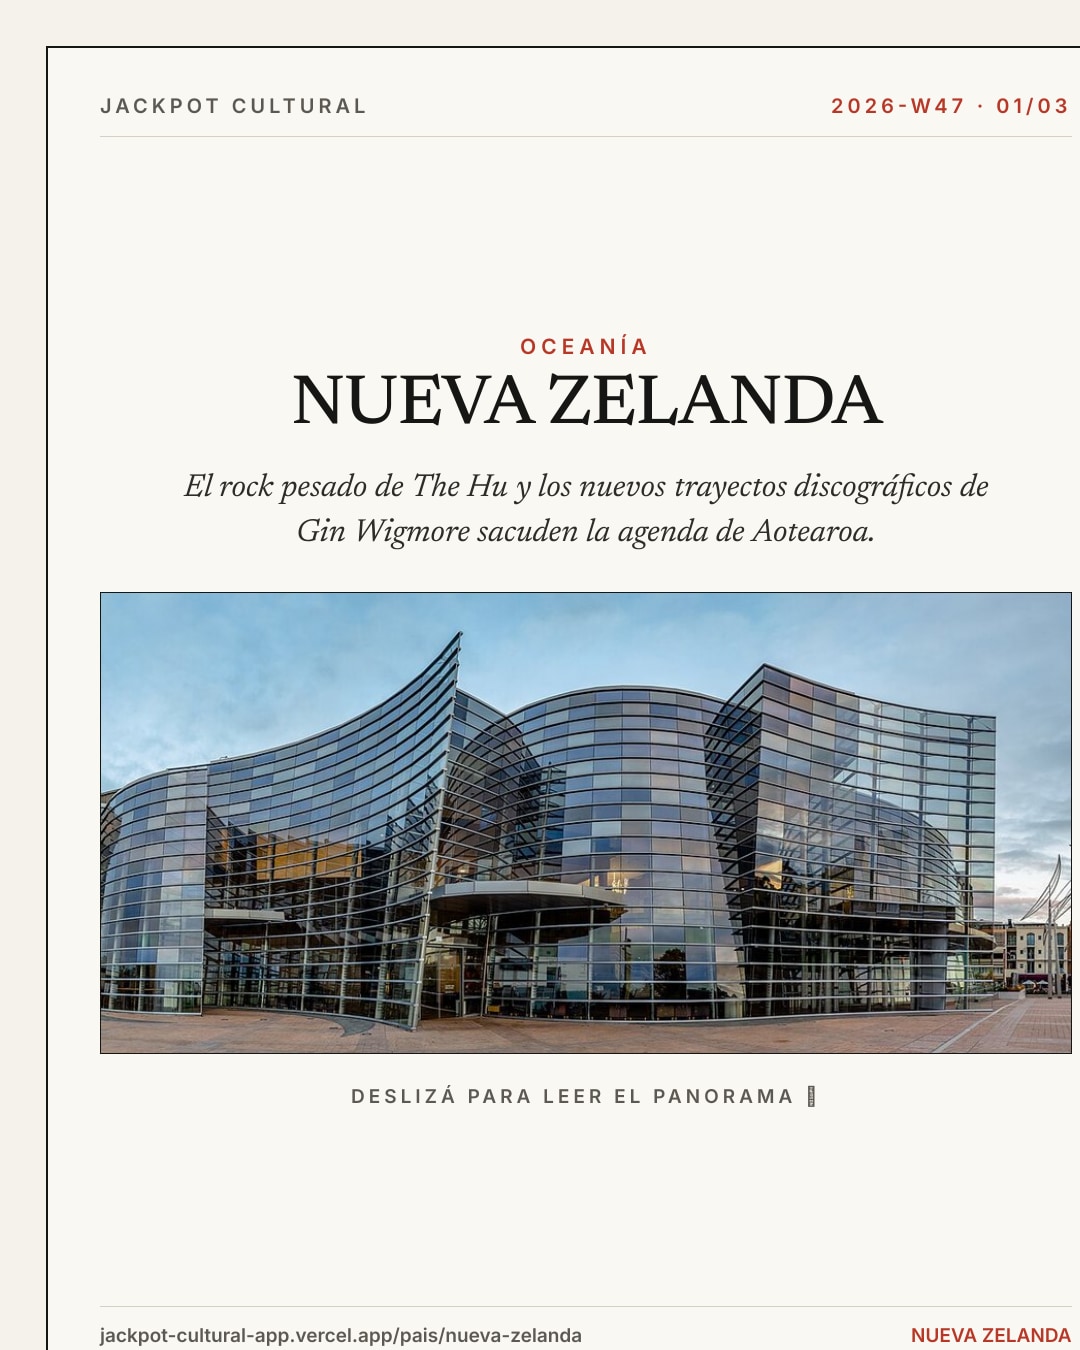 JACKPOT CULTURAL
2026-W47 · 01/03
OCEANÍA
NUEVA ZELANDA
El rock pesado de The Hu y los nuevos trayectos discográficos de
Gin Wigmore sacuden la agenda de Aotearoa.
DESLIZÁ PARA LEER EL PANORAMA
jackpot-cultural-app.vercel.app/pais/nueva-zelanda
NUEVA ZELANDA